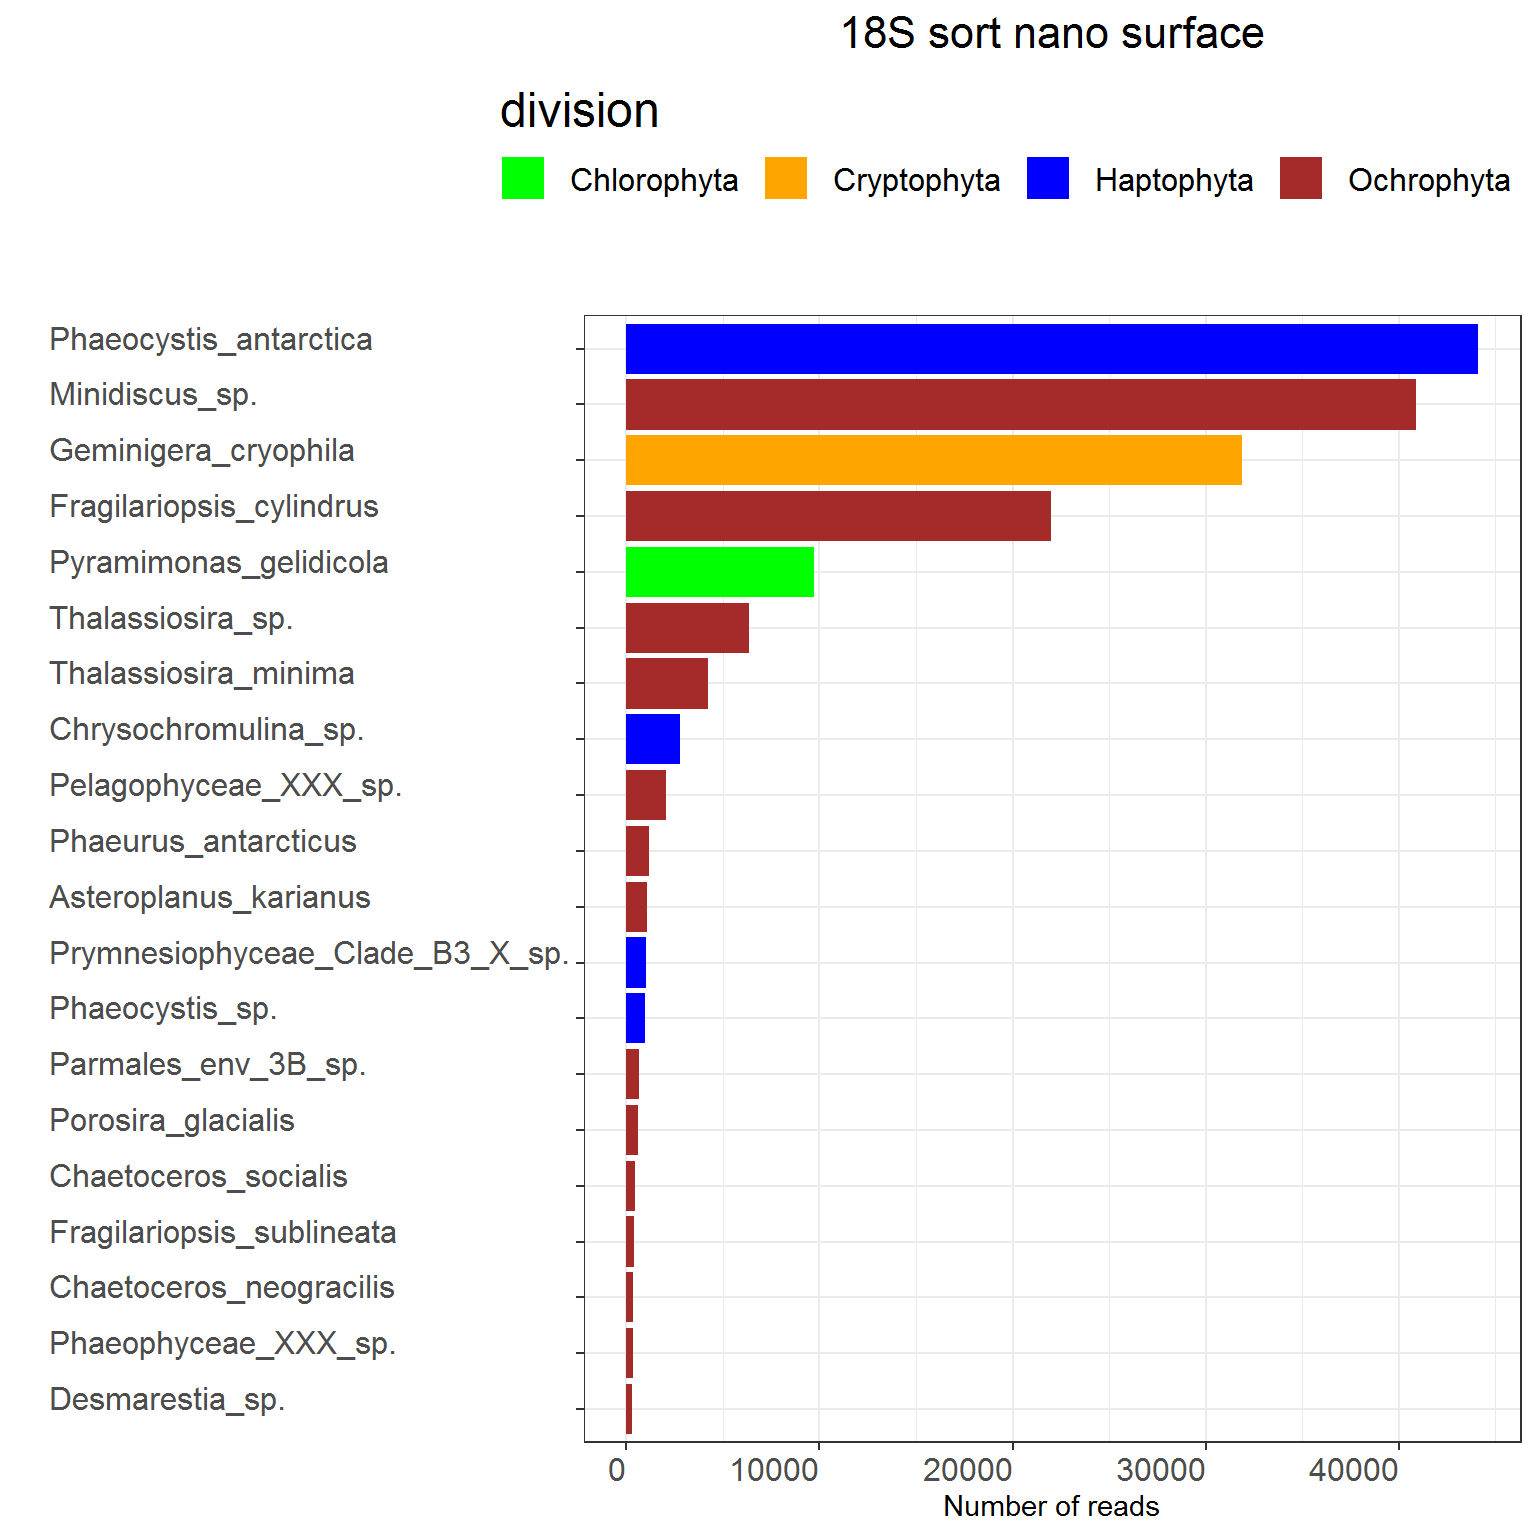 18S sort nano surface
division
Chlorophyta Cryptophyta Haptophyta Ochrophyta
Phaeocystis_antarctica
Minidiscus_sp.
Geminigera_cryophila
Fragilariopsis_cylindrus
Pyramimonas_gelidicola
Thalassiosira_sp.
Thalassiosira_minima
Chrysochromulina_sp.
Pelagophyceae_XXX_sp.
Phaeurus_antarcticus
Asteroplanus_karianus
Prymnesiophyceae_Clade_B3_X_sp.
Phaeocystis_sp.
Parmales_env_3B_sp.
Porosira_glacialis
Chaetoceros_socialis
Fragilariopsis_sublineata
Chaetoceros_neogracilis
Phaeophyceae_XXX_sp.
Desmarestia_sp.
0 10000 20000 30000 40000
Number of reads